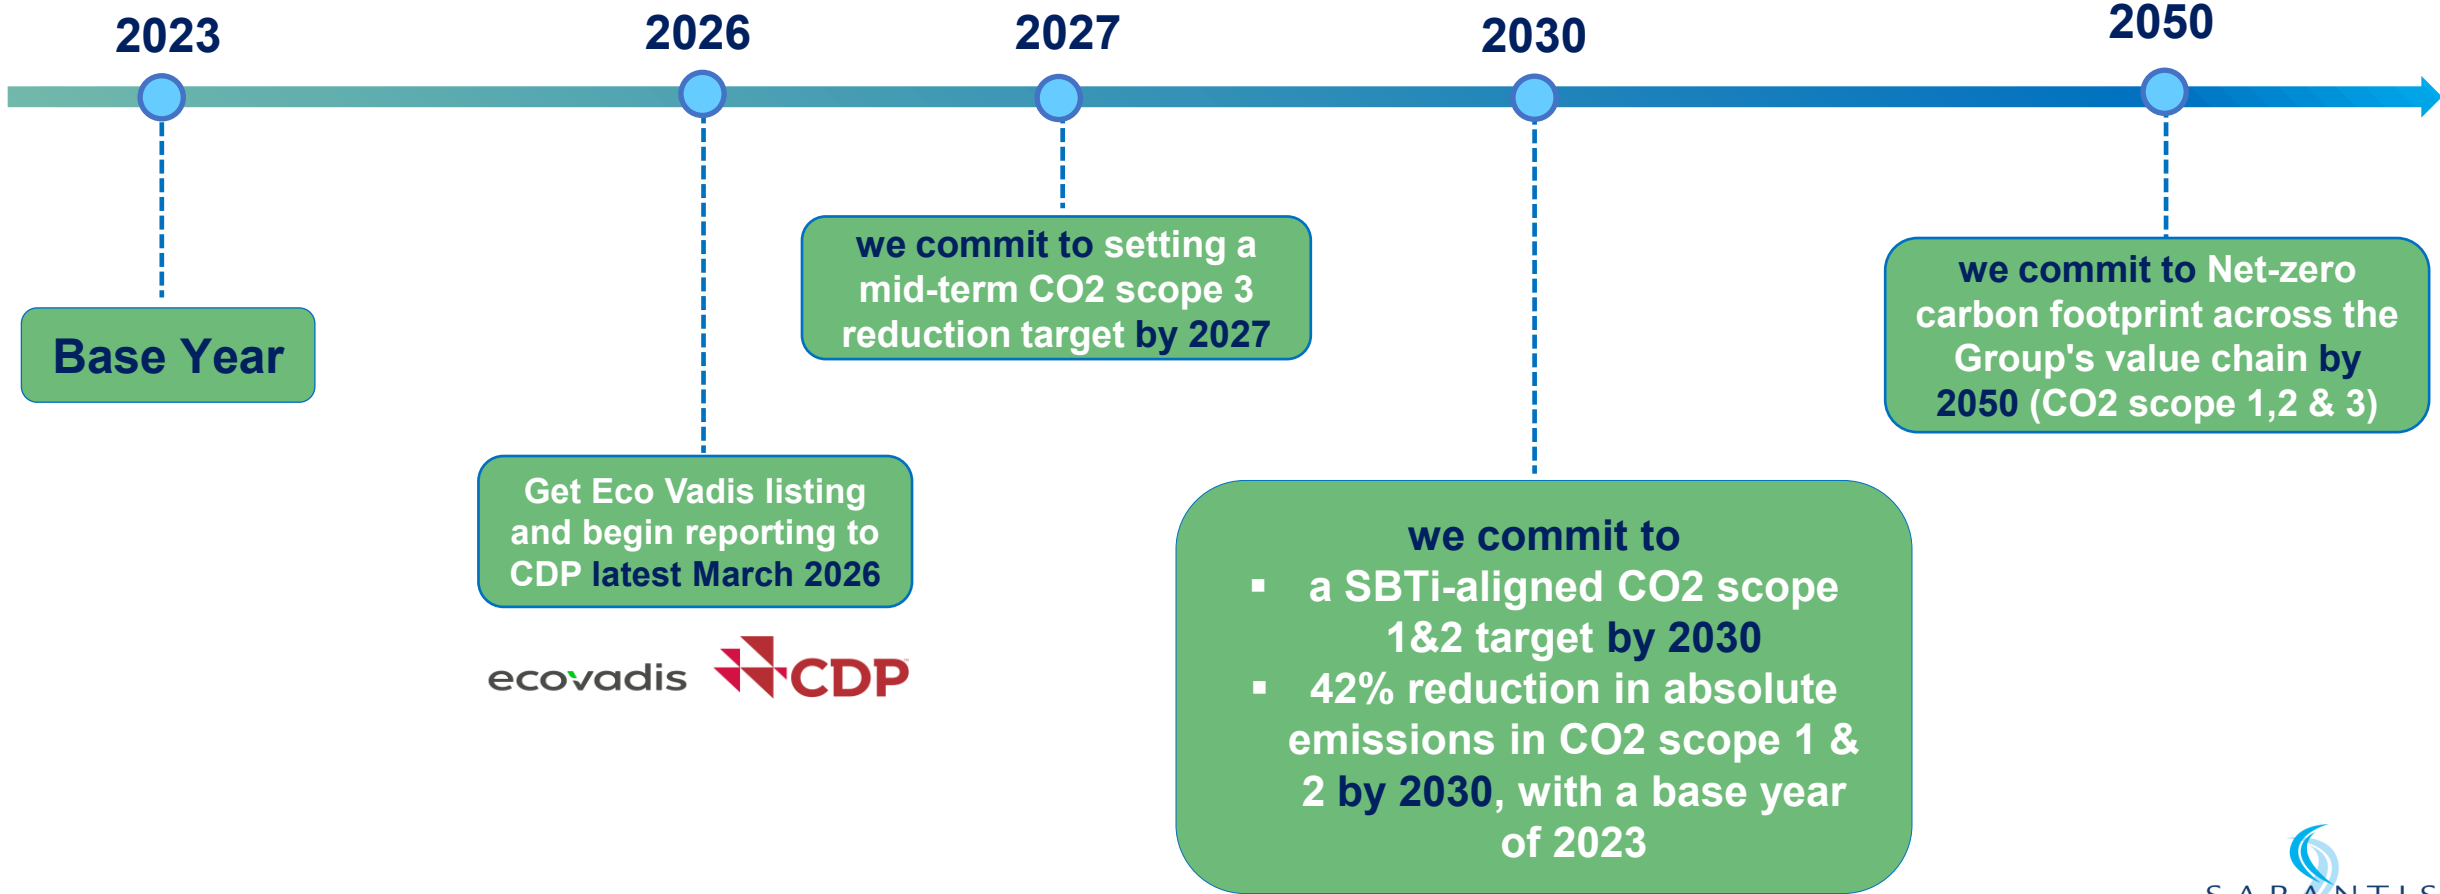 2023
2026
2027
2030
2050
Base Year
Get Eco Vadis listing
and begin reporting to
CDP latest March 2026
ecovadis
CDP
we commit to setting a
mid-term CO2 scope 3
reduction target by 2027
we commit to
▪ a SBTi-aligned CO2 scope
1&2 target by 2030
▪ 42% reduction in absolute
emissions in CO2 scope 1 &
2 by 2030, with a base year
of 2023
we commit to Net-zero
carbon footprint across the
Group's value chain by
2050 (CO2 scope 1,2 & 3)
SARANTIS